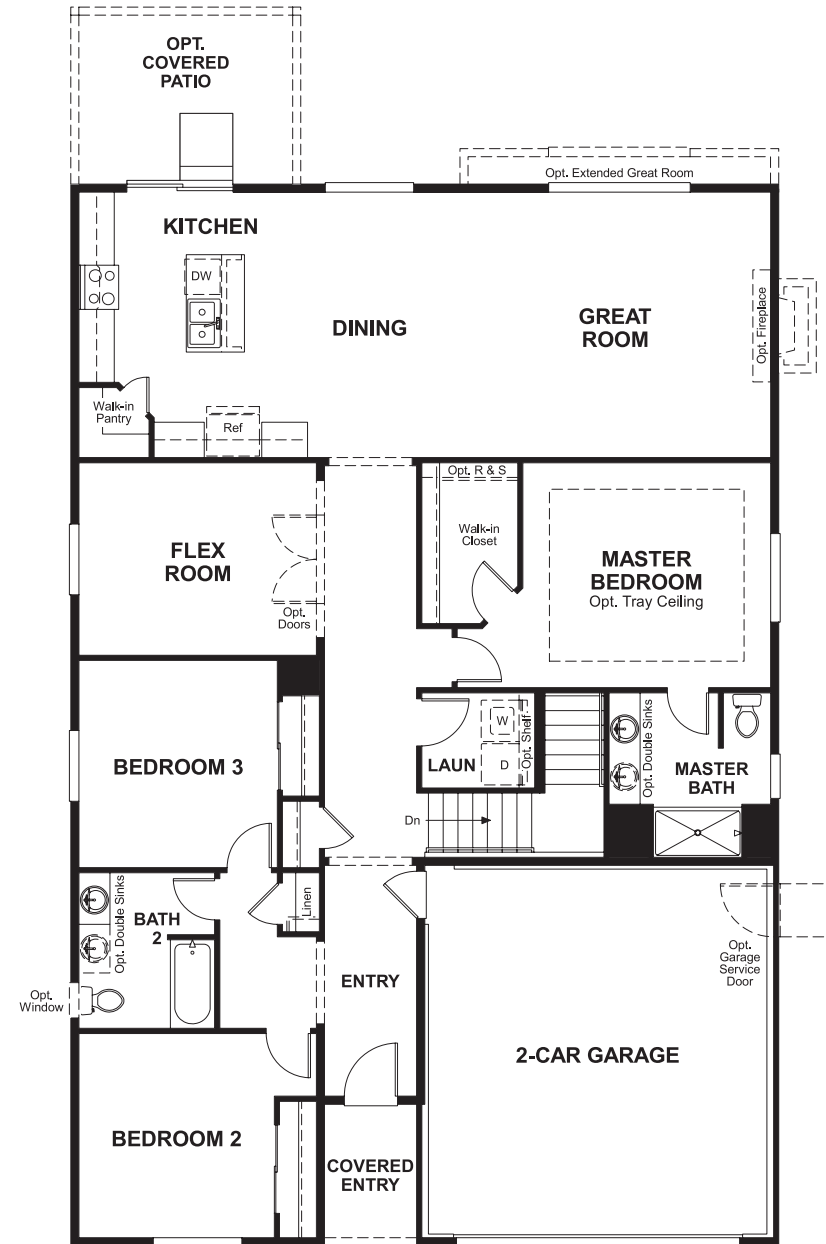 OPT.
COVERED
PATIO
Opt. Extended Great Room
KITCHEN
DW
DINING
GREAT
ROOM
Opt. Fireplace
Walk-in
Pantry
Ref
Opt. R & S
Walk-in
Closet
FLEX
ROOM
Opt.
Doors
MASTER
BEDROOM
Opt. Tray Ceiling
BEDROOM 3
LAUN
W
D
Opt. Shelf
Opt. Double Sinks
MASTER
BATH
Dn
Opt. Double Sinks
BATH
2
Linen
Opt.
Window
ENTRY
Opt.
Garage
Service
Door
2-CAR GARAGE
BEDROOM 2
COVERED
ENTRY